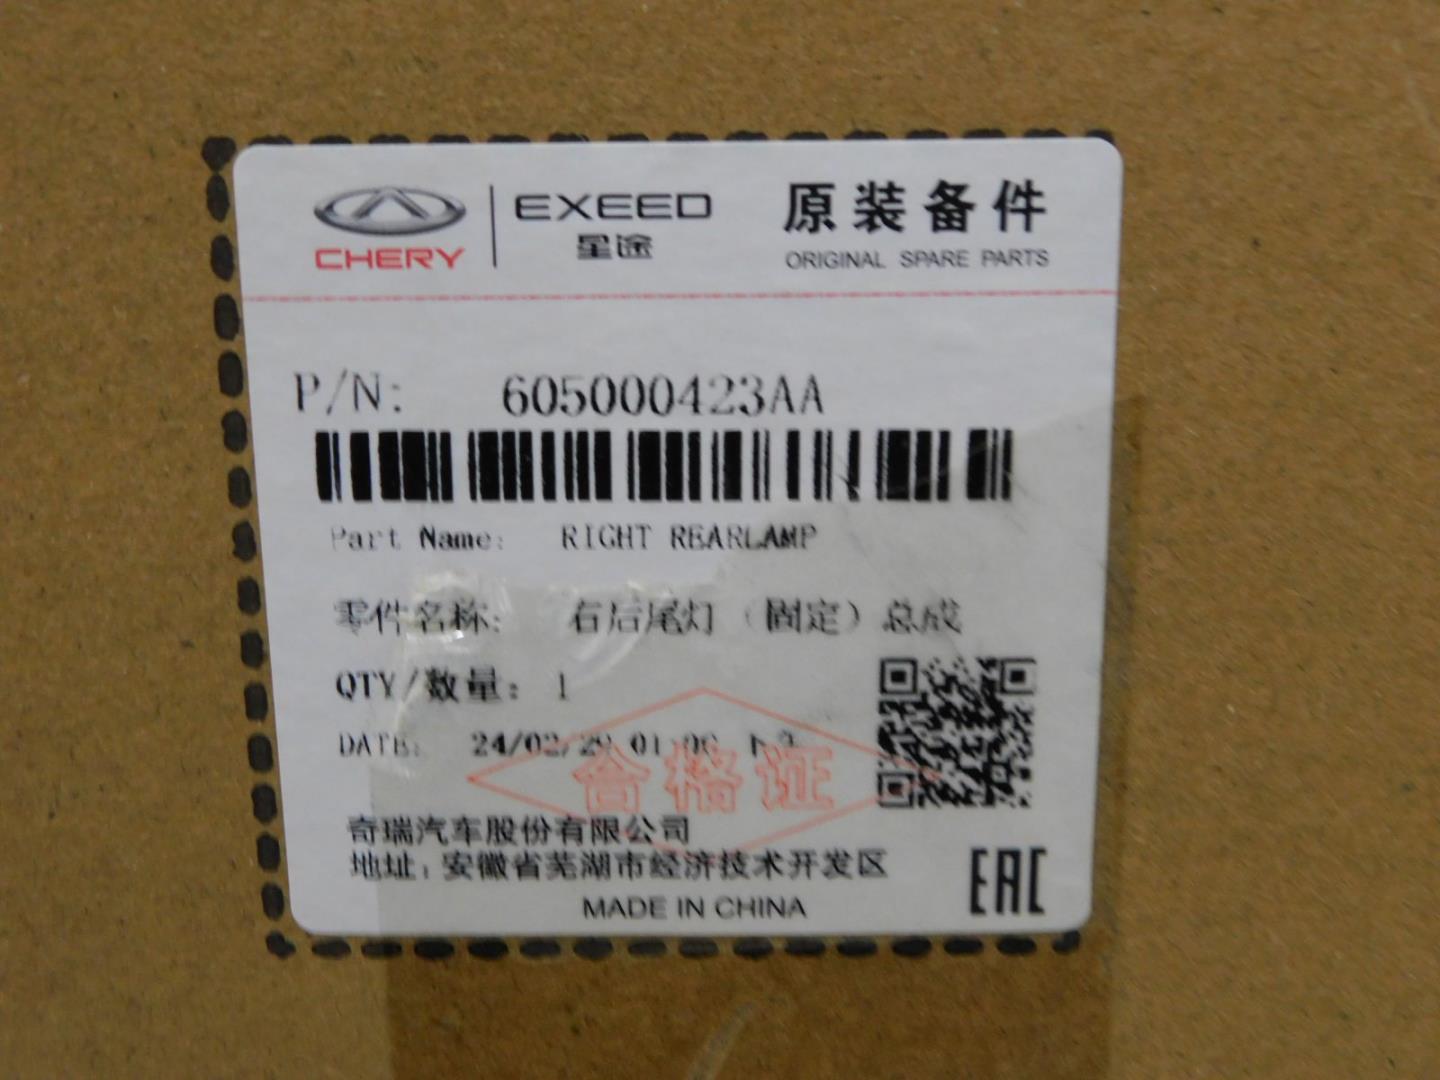 CHERY
EXEED
星途
原装备件
ORIGINAL SPARE PARTS
P/N: 605000423AA
Part Name: RIGHT REARLAMP
零件名称: 右后尾灯（固定）总成
QTY/数量: 1
DATE: 24/02/
合格证
奇瑞汽车股份有限公司
地址：安徽省芜湖市经济技术开发区
MADE IN CHINA
EAC